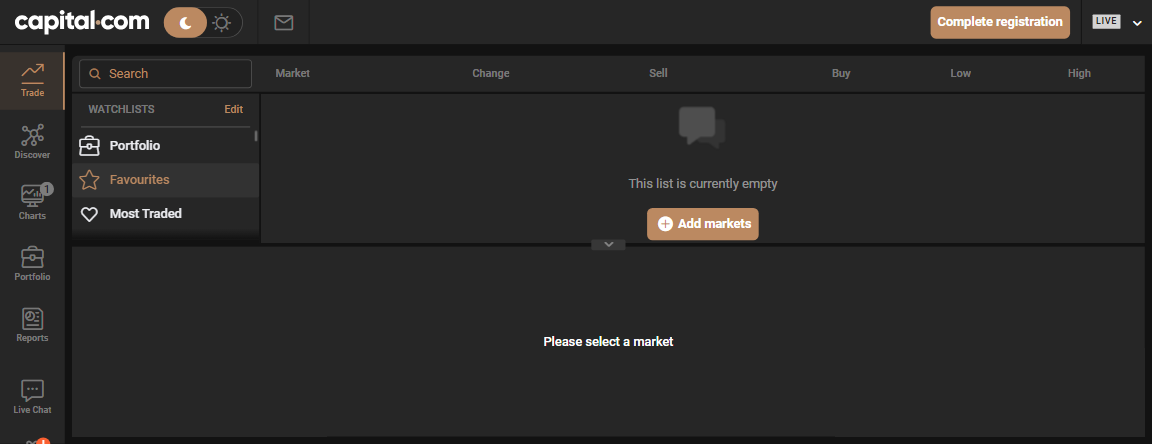 capital.com
Complete registration
LIVE
Trade
Discover
1
Charts
Portfolio
Reports
Live Chat
Search
WATCHLISTS Edit
Portfolio
Favourites
Most Traded
Market Change Sell Buy Low High
This list is currently empty
Add markets
Please select a market